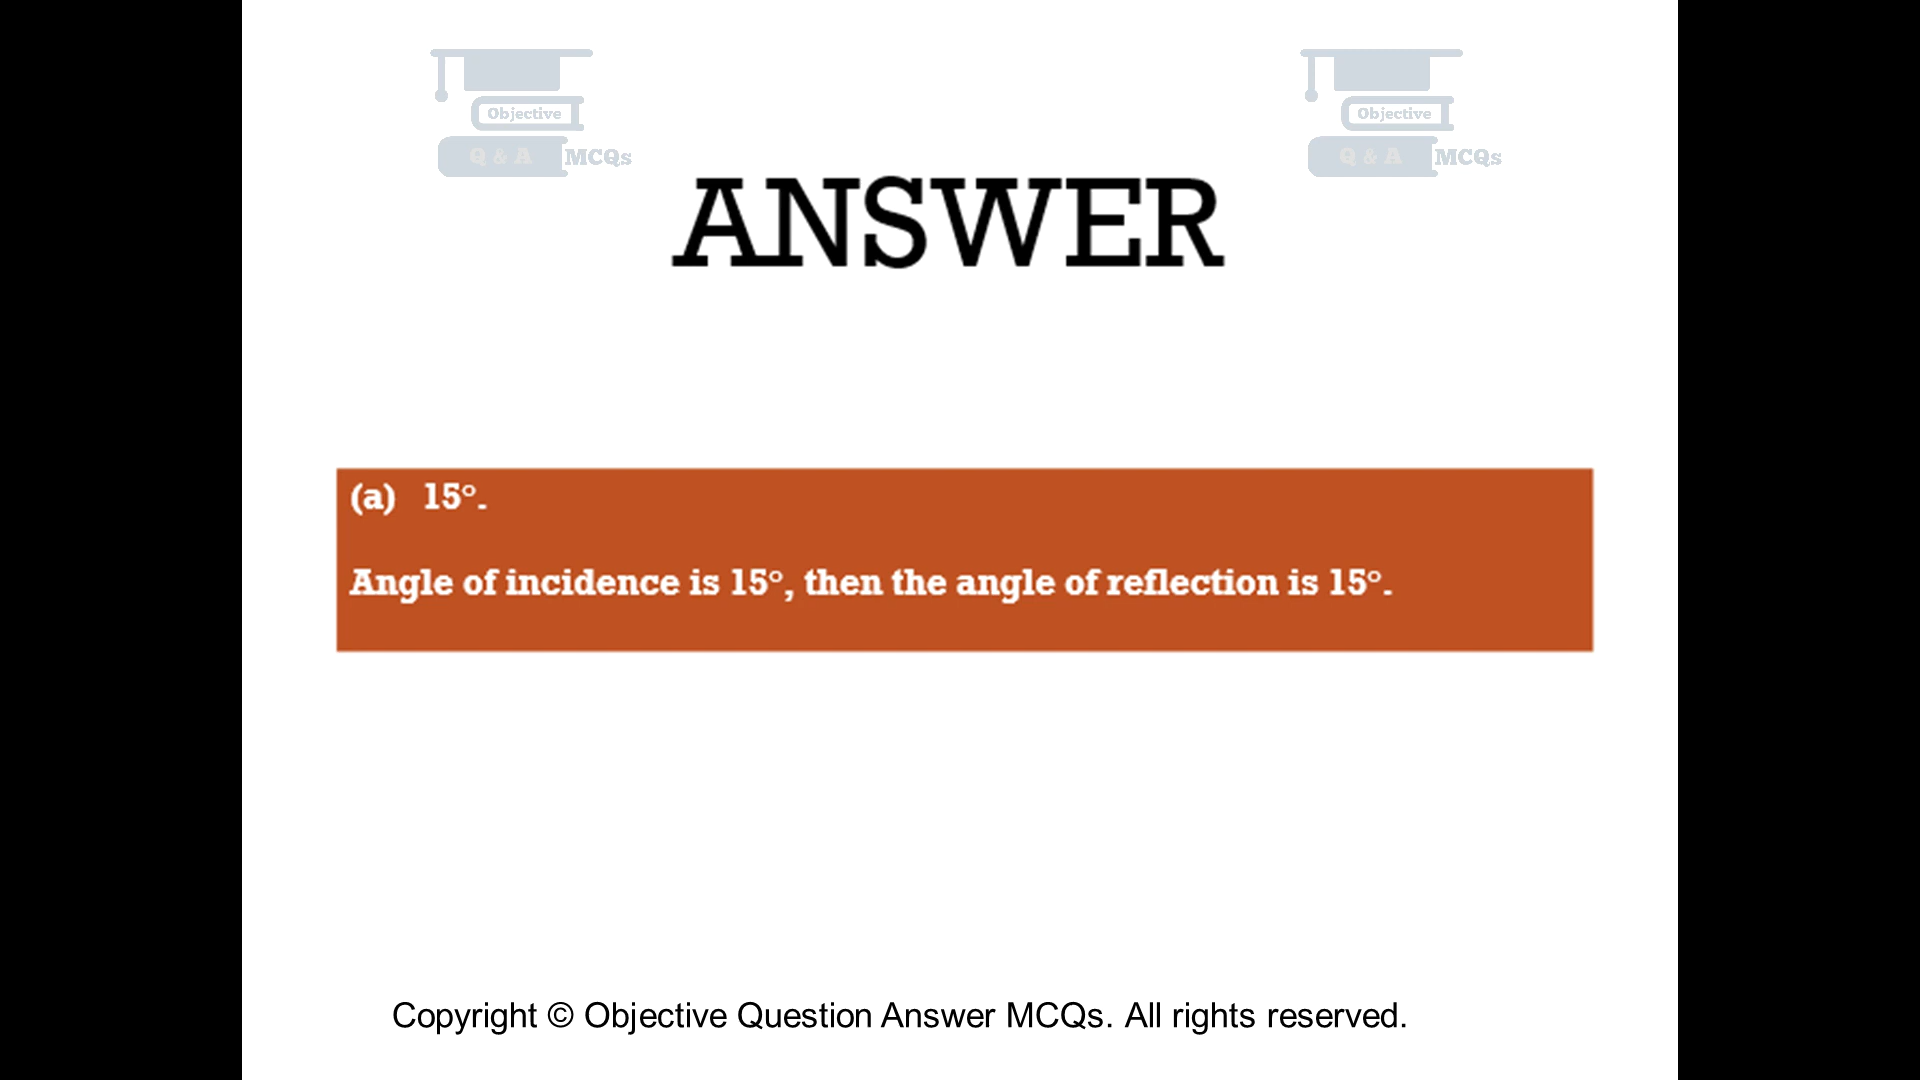 Objective
Q & A MCQs
Objective
Q & A MCQs
ANSWER
(a) 15°.
Angle of incidence is 15°, then the angle of reflection is 15°.
Copyright © Objective Question Answer MCQs. All rights reserved.